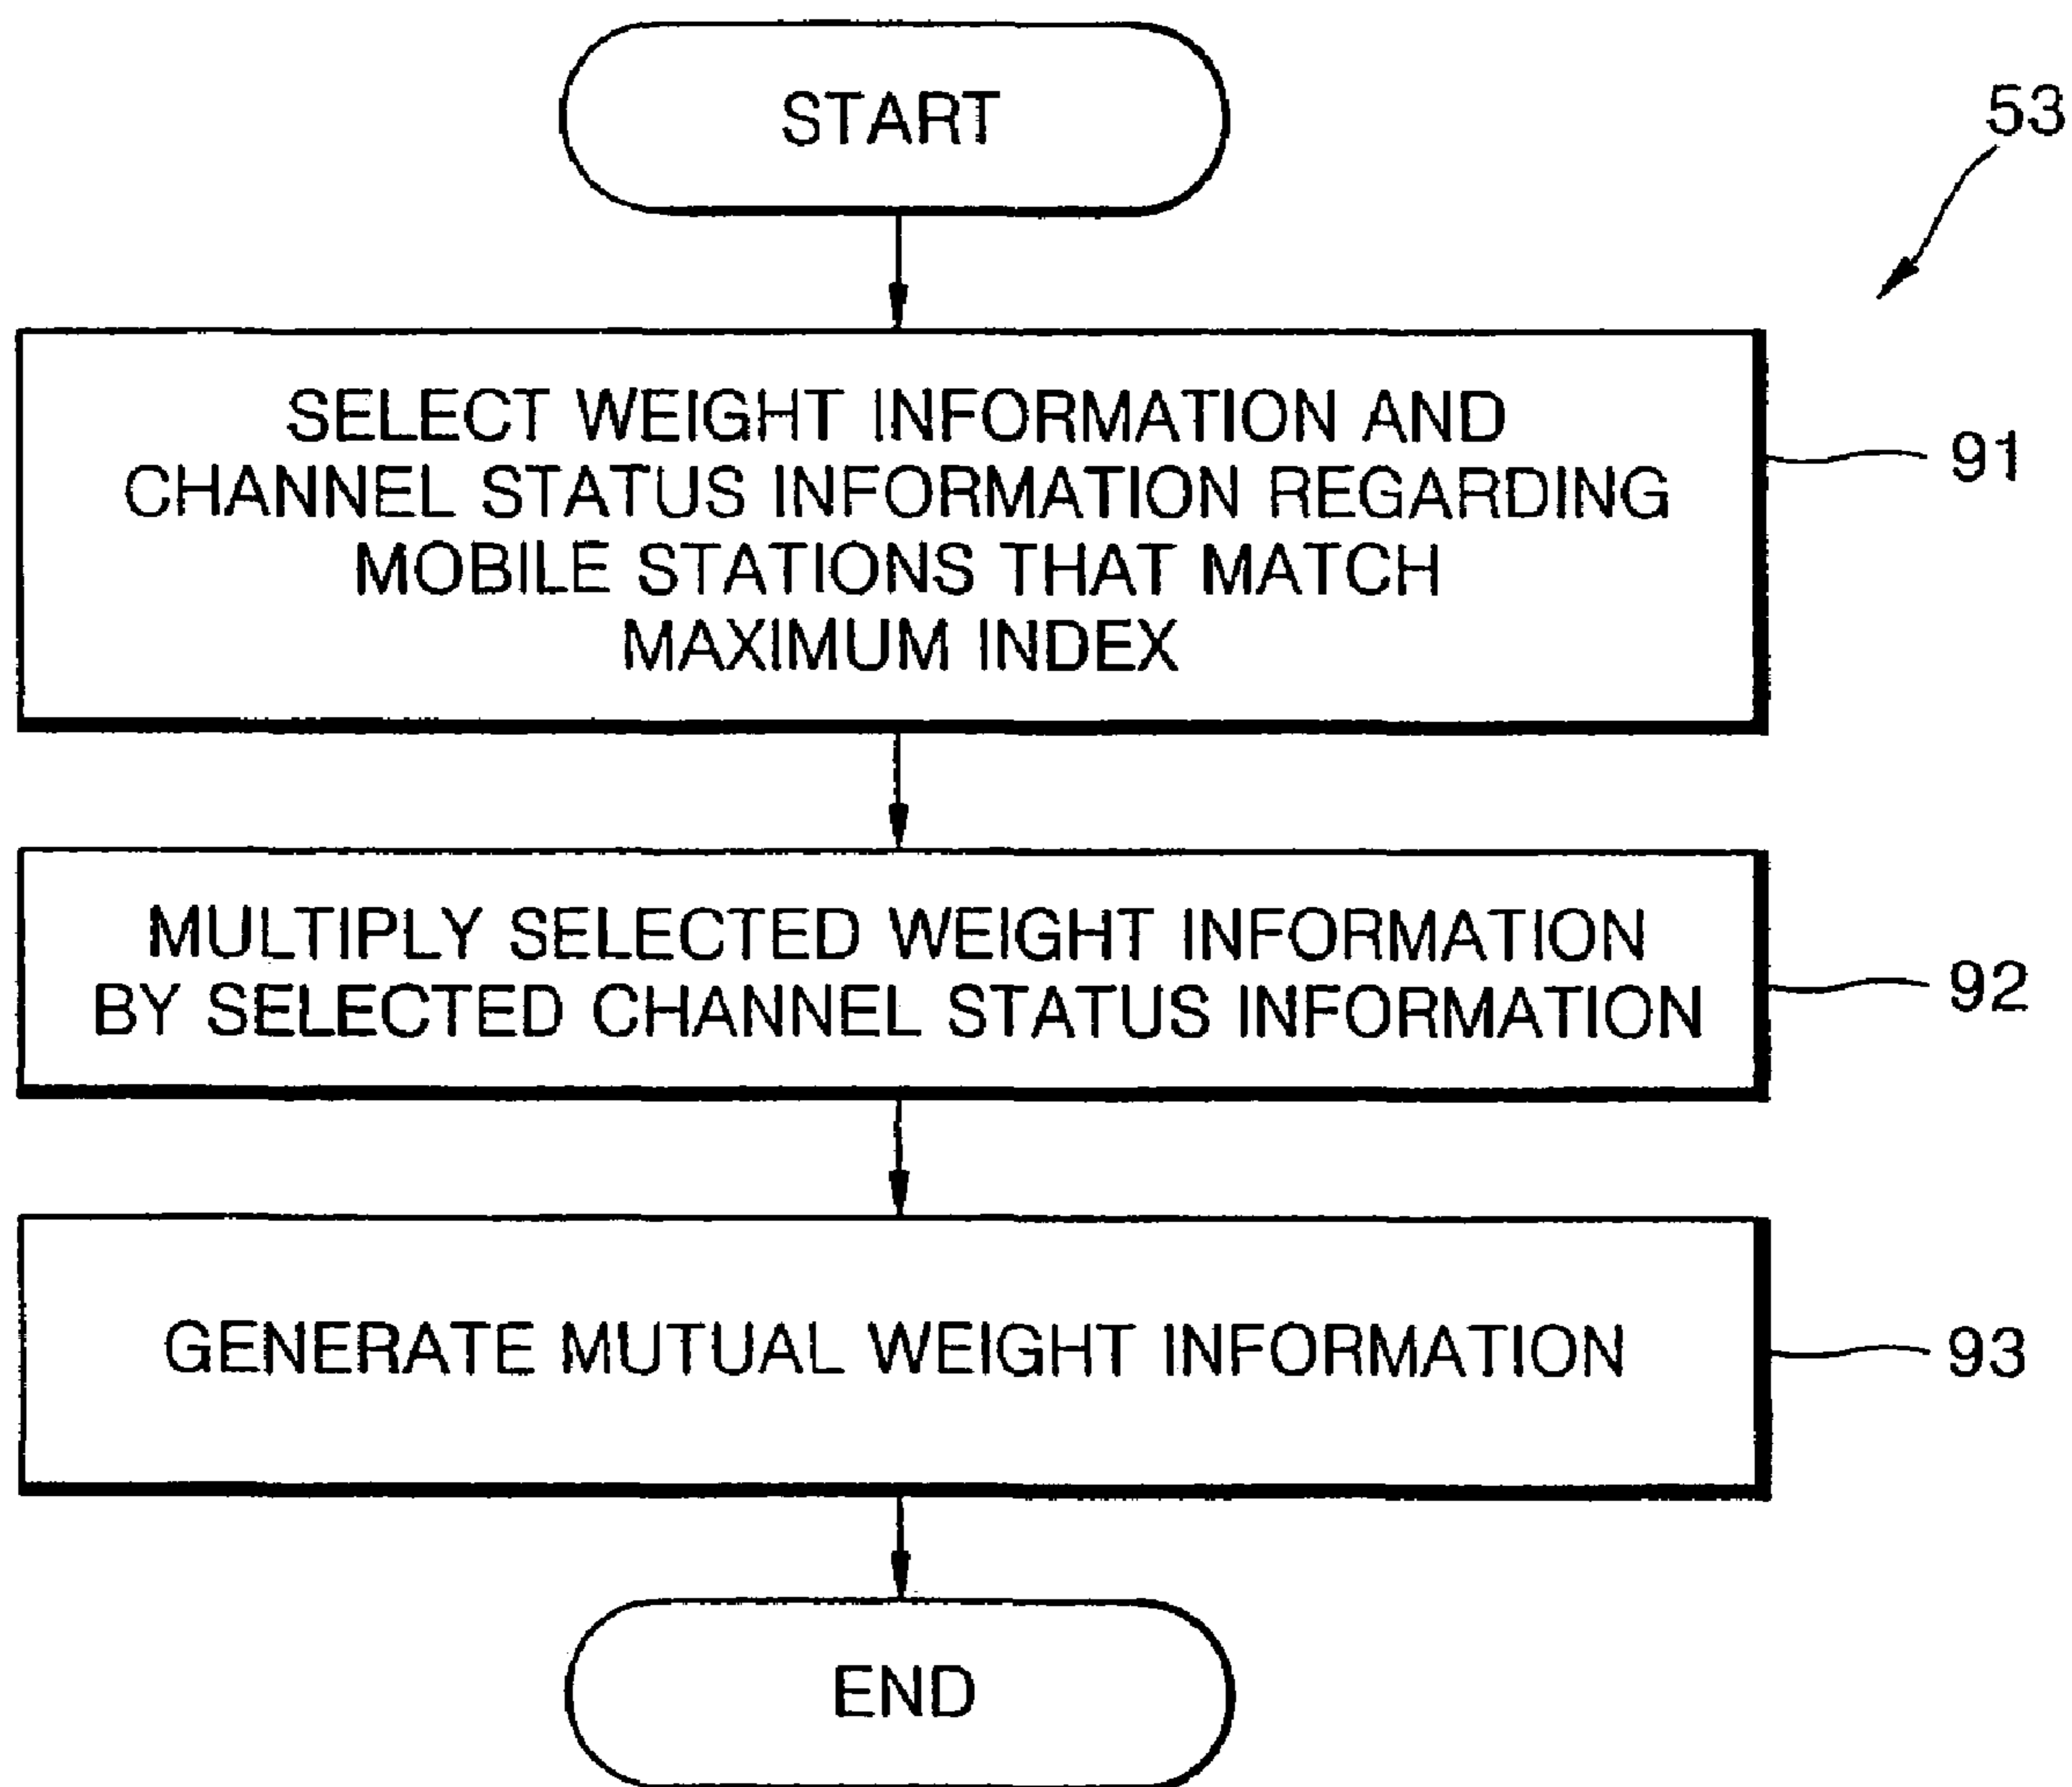 START
53
SELECT WEIGHT INFORMATION AND
CHANNEL STATUS INFORMATION REGARDING
MOBILE STATIONS THAT MATCH
MAXIMUM INDEX
91
MULTIPLY SELECTED WEIGHT INFORMATION
BY SELECTED CHANNEL STATUS INFORMATION
92
GENERATE MUTUAL WEIGHT INFORMATION
93
END